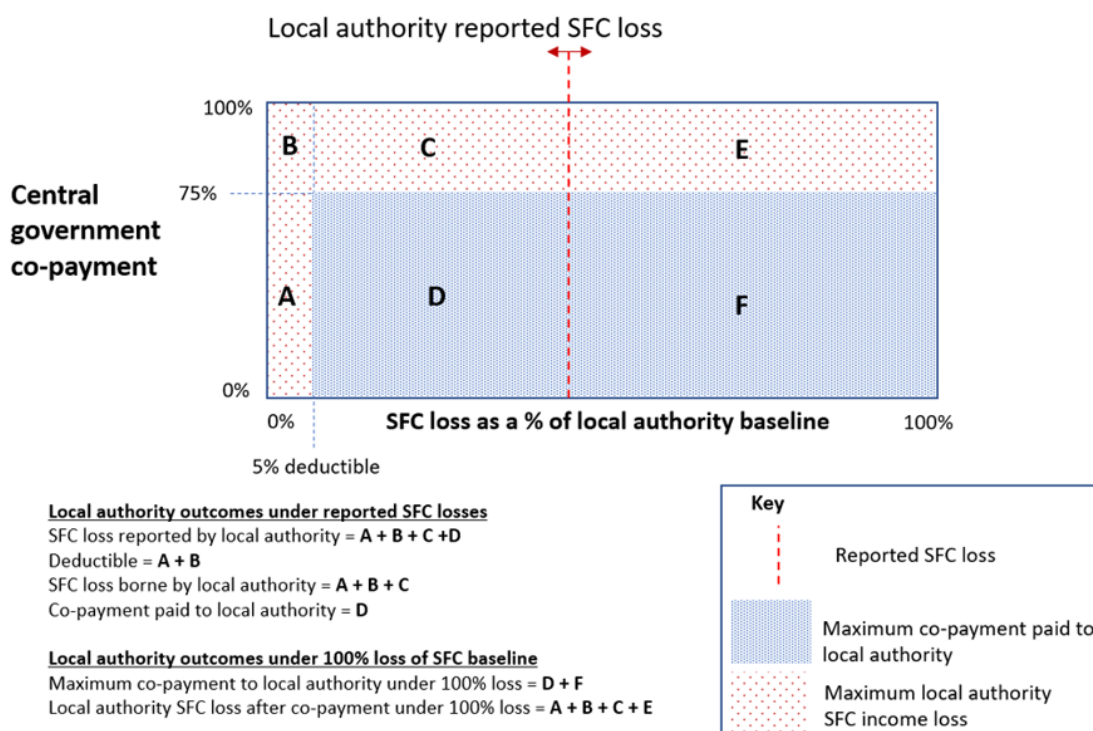 Local authority reported SFC loss
100%
B
C
E
75%
Central
government
co-payment
A
D
F
0%
0%
SFC loss as a % of local authority baseline
100%
5% deductible
Local authority outcomes under reported SFC losses
SFC loss reported by local authority = A + B + C +D
Deductible = A + B
SFC loss borne by local authority = A + B + C
Co-payment paid to local authority = D
Local authority outcomes under 100% loss of SFC baseline
Maximum co-payment to local authority under 100% loss = D + F
Local authority SFC loss after co-payment under 100% loss = A + B + C + E
Key
Reported SFC loss
Maximum co-payment paid to
local authority
Maximum local authority
SFC income loss